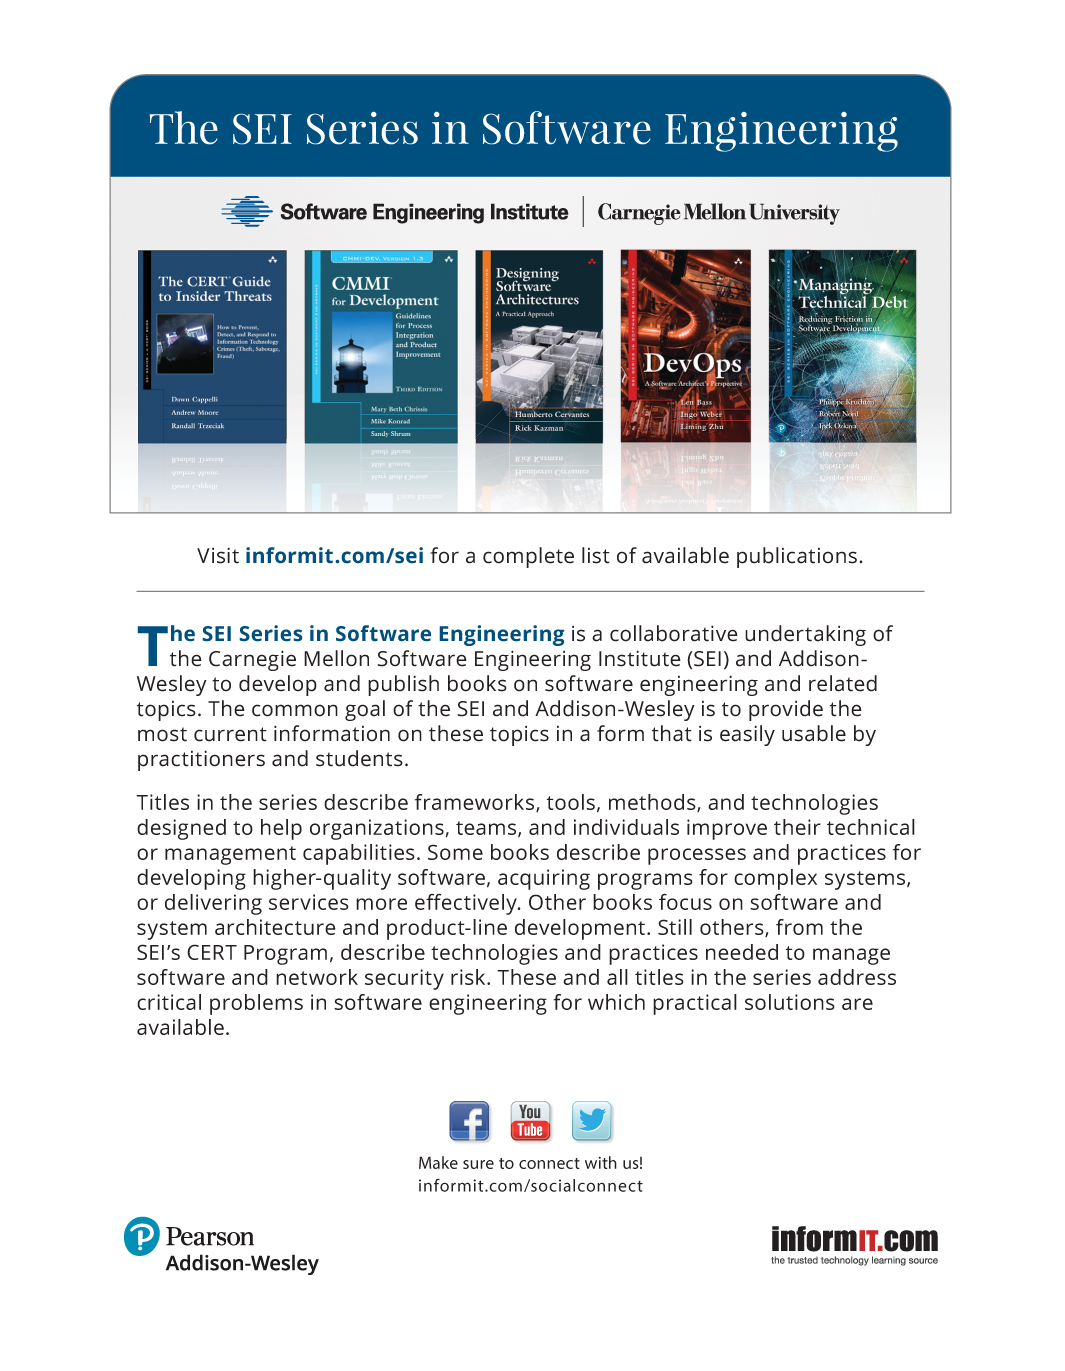 The SEI Series in Software Engineering
Software Engineering Institute | Carnegie Mellon University
The CERT® Guide
to Insider Threats
How to Prevent,
Detect, and Respond to
Information Technology
Crimes (Theft, Sabotage,
Fraud)
Dawn Cappelli
Andrew Moore
Randall Trzeciak
CMMI-DEV, VERSION 1.3
CMMI®
for Development
Guidelines
for Process
Integration
and Product
Improvement
THIRD EDITION
Mary Beth Chrissis
Mike Konrad
Sandy Shrum
Designing
Software
Architectures
A Practical Approach
Humberto Cervantes
Rick Kazman
DevOps
A Software Architect's Perspective
Len Bass
Ingo Weber
Liming Zhu
Managing
Technical Debt
Reducing Friction in
Software Development
Philippe Kruchten
Robert Nord
Ipek Ozkaya
Visit informit.com/sei for a complete list of available publications.
The SEI Series in Software Engineering is a collaborative undertaking of
the Carnegie Mellon Software Engineering Institute (SEI) and Addison-
Wesley to develop and publish books on software engineering and related
topics. The common goal of the SEI and Addison-Wesley is to provide the
most current information on these topics in a form that is easily usable by
practitioners and students.
Titles in the series describe frameworks, tools, methods, and technologies
designed to help organizations, teams, and individuals improve their technical
or management capabilities. Some books describe processes and practices for
developing higher-quality software, acquiring programs for complex systems,
or delivering services more effectively. Other books focus on software and
system architecture and product-line development. Still others, from the
SEI’s CERT Program, describe technologies and practices needed to manage
software and network security risk. These and all titles in the series address
critical problems in software engineering for which practical solutions are
available.
You
Tube
Make sure to connect with us!
informit.com/socialconnect
Pearson
Addison-Wesley
informIT.com
the trusted technology learning source